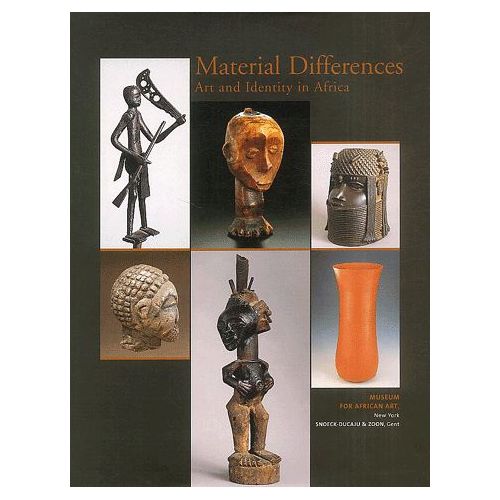 Material Differences
Art and Identity in Africa
MUSEUM
FOR AFRICAN ART,
New York
SNOECK-DUCAJU & ZOON, Gent